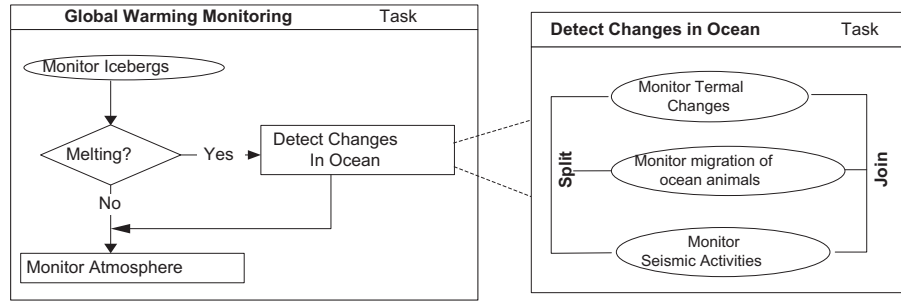 Global Warming Monitoring Task
Monitor Icebergs
Melting?
Yes
Detect Changes
In Ocean
No
Monitor Atmosphere
Detect Changes in Ocean Task
Monitor Termal
Changes
Split
Monitor migration of
ocean animals
Join
Monitor
Seismic Activities